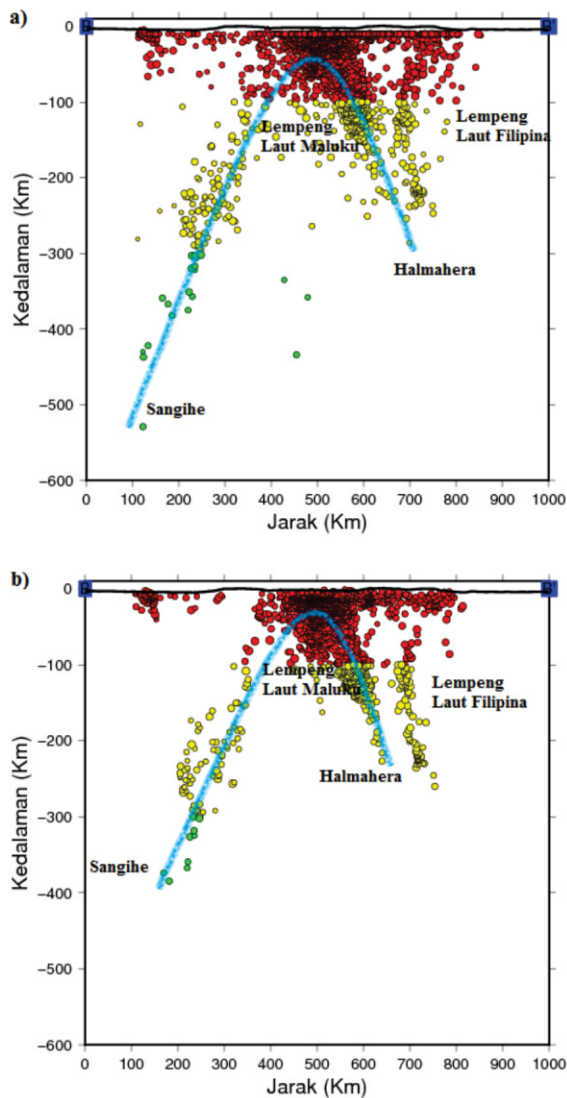 a)
0
-100
-200
-300
-400
-500
-600
Kedalaman (Km)
Lempeng
Laut Maluku
Lempeng
Laut Filipina
Halmahera
Sangihe
0 100 200 300 400 500 600 700 800 900 1000
Jarak (Km)
b)
0
-100
-200
-300
-400
-500
-600
Kedalaman (Km)
Lempeng
Laut Maluku
Lempeng
Laut Filipina
Halmahera
Sangihe
0 100 200 300 400 500 600 700 800 900 1000
Jarak (Km)